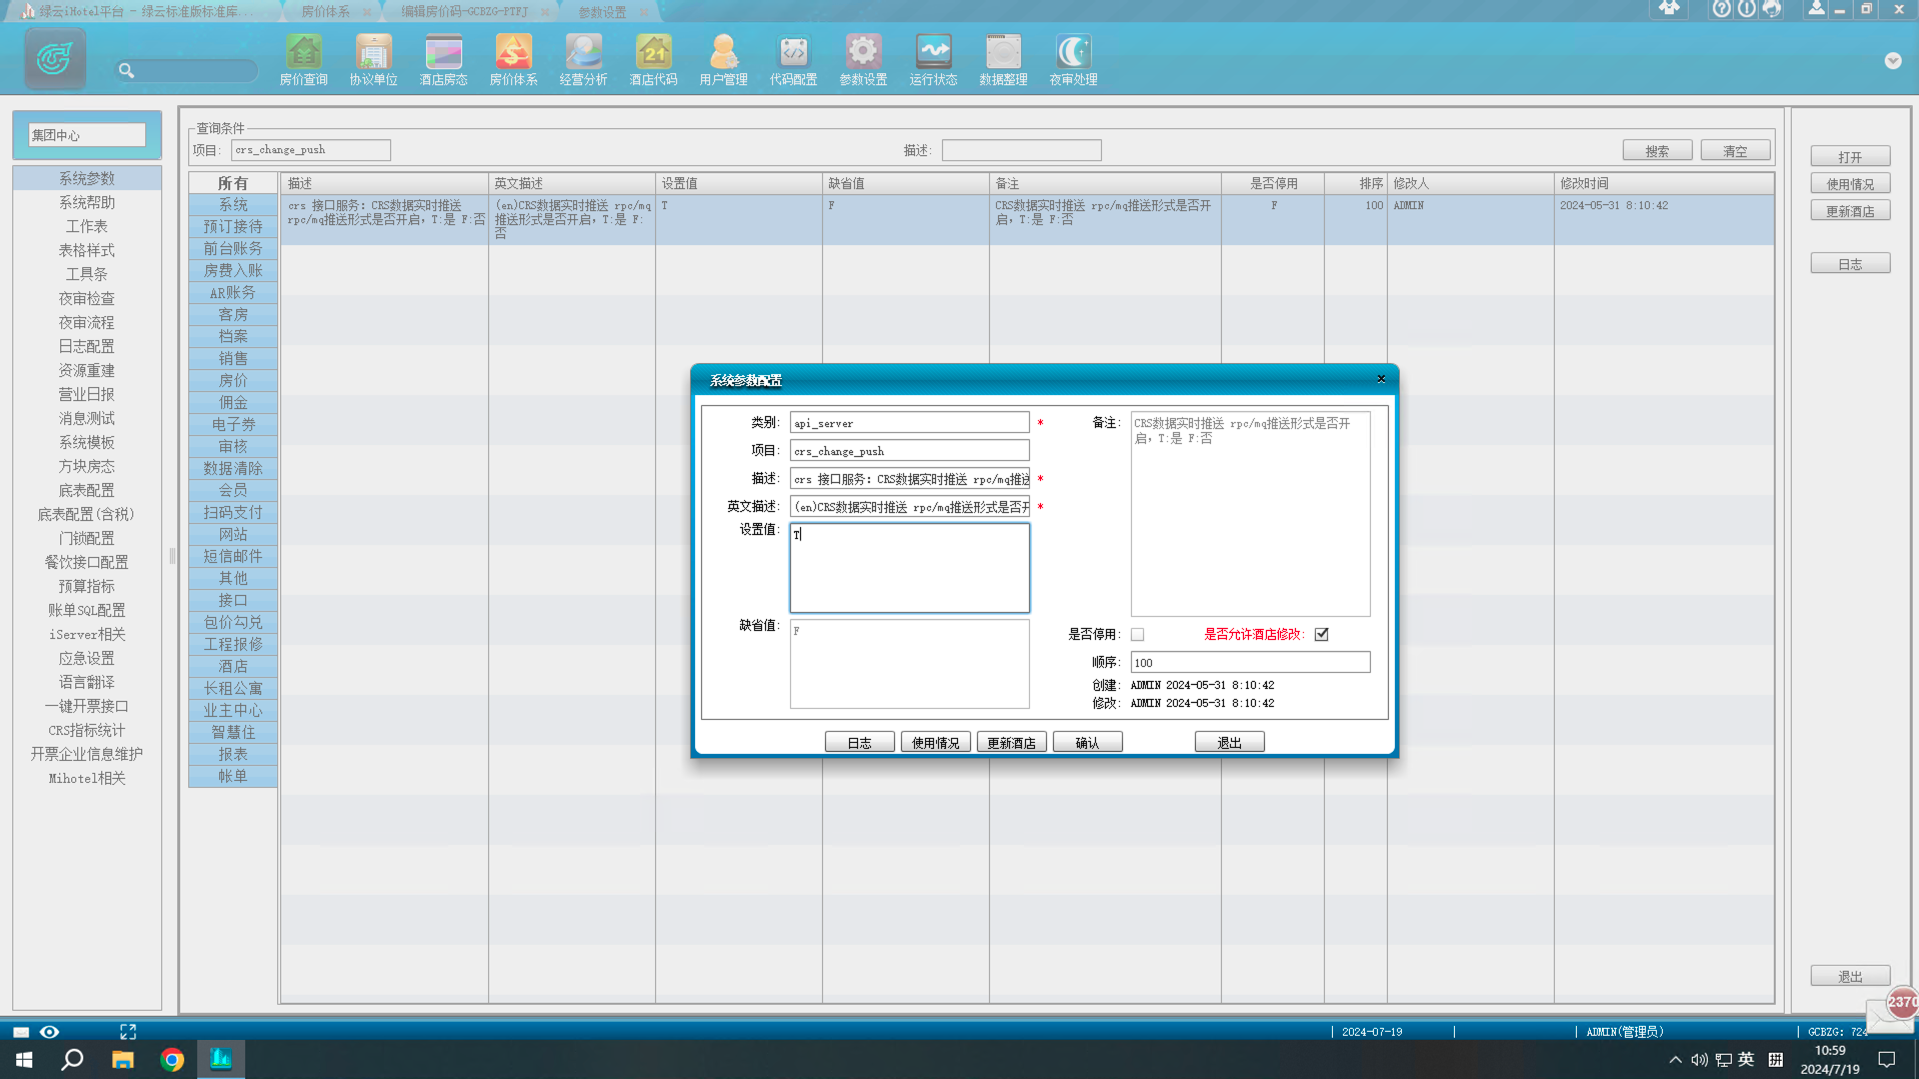 绿云iHotel平台 - 绿云标准版标准库...
房价体系
编辑房价码-GCBZG-PTFJ
参数设置
房价查询
协议单位
酒店房态
房价体系
经营分析
酒店代码
用户管理
代码配置
参数设置
运行状态
数据整理
夜审处理
集团中心
系统参数
系统帮助
工作表
表格样式
工具条
夜审检查
夜审流程
日志配置
资源重建
营业日报
消息测试
系统模板
方块房态
底表配置
底表配置(含税)
门锁配置
餐饮接口配置
预算指标
账单SQL配置
iServer相关
应急设置
语言翻译
一键开票接口
CRS指标统计
开票企业信息维护
Mihotel相关
查询条件
项目: crs_change_push
描述:
搜索
清空
所有
系统
预订接待
前台账务
房费入账
AR账务
客房
档案
销售
房价
佣金
电子券
审核
数据清除
会员
扫码支付
网站
短信邮件
其他
接口
包价勾兑
工程报修
酒店
长租公寓
业主中心
智慧住
报表
帐单
描述 英文描述 设置值 缺省值 备注 是否停用 排序 修改人 修改时间
crs 接口服务: CRS数据实时推送
rpc/mq推送形式是否开启, T:是 F:否
(en)CRS数据实时推送 rpc/mq
推送形式是否开启, T:是 F:
否
T
F
CRS数据实时推送 rpc/mq推送形式是否开
启, T:是 F:否
F
100
ADMIN
2024-05-31 8:10:42
打开
使用情况
更新酒店
日志
退出
系统参数配置
类别: api_server *
项目: crs_change_push
描述: crs 接口服务: CRS数据实时推送 rpc/mq推送 *
英文描述: (en)CRS数据实时推送 rpc/mq推送形式是否开 *
设置值: T
缺省值: F
备注: CRS数据实时推送 rpc/mq推送形式是否开
启, T:是 F:否
是否停用:
是否允许酒店修改:
顺序: 100
创建: ADMIN 2024-05-31 8:10:42
修改: ADMIN 2024-05-31 8:10:42
日志
使用情况
更新酒店
确认
退出
2370
2024-07-19
ADMIN(管理员)
GCBZG: 724
英
拼
10:59
2024/7/19